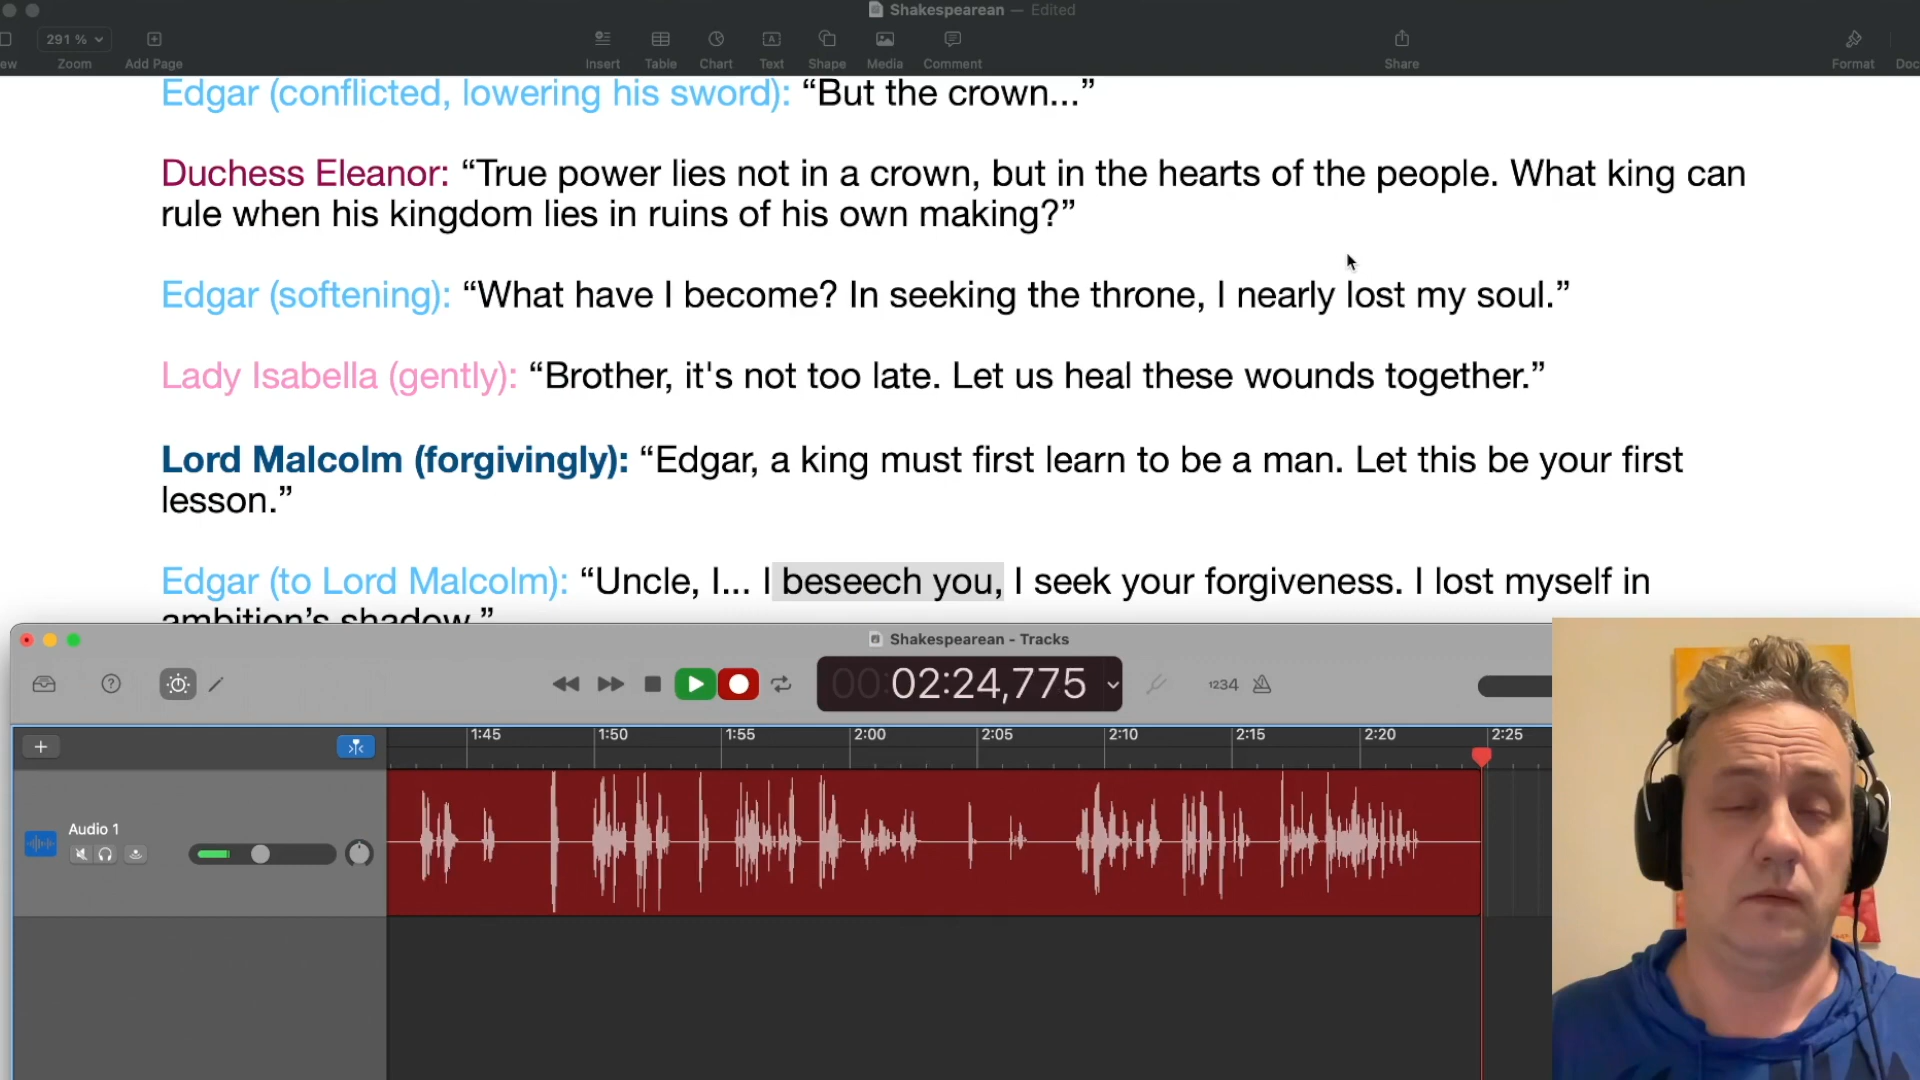 Shakespearean — Edited
291 %
ew
Zoom
Add Page
Insert
Table
Chart
Text
Shape
Media
Comment
Share
Format
Doc
Edgar (conflicted, lowering his sword): “But the crown...”
Duchess Eleanor: “True power lies not in a crown, but in the hearts of the people. What king can
rule when his kingdom lies in ruins of his own making?”
Edgar (softening): “What have I become? In seeking the throne, I nearly lost my soul.”
Lady Isabella (gently): “Brother, it's not too late. Let us heal these wounds together.”
Lord Malcolm (forgivingly): “Edgar, a king must first learn to be a man. Let this be your first
lesson.”
Edgar (to Lord Malcolm): “Uncle, I... I beseech you, I seek your forgiveness. I lost myself in
ambition’s shadow.”
Shakespearean - Tracks
00:02:24,775
1234
1:45
1:50
1:55
2:00
2:05
2:10
2:15
2:20
2:25
Audio 1